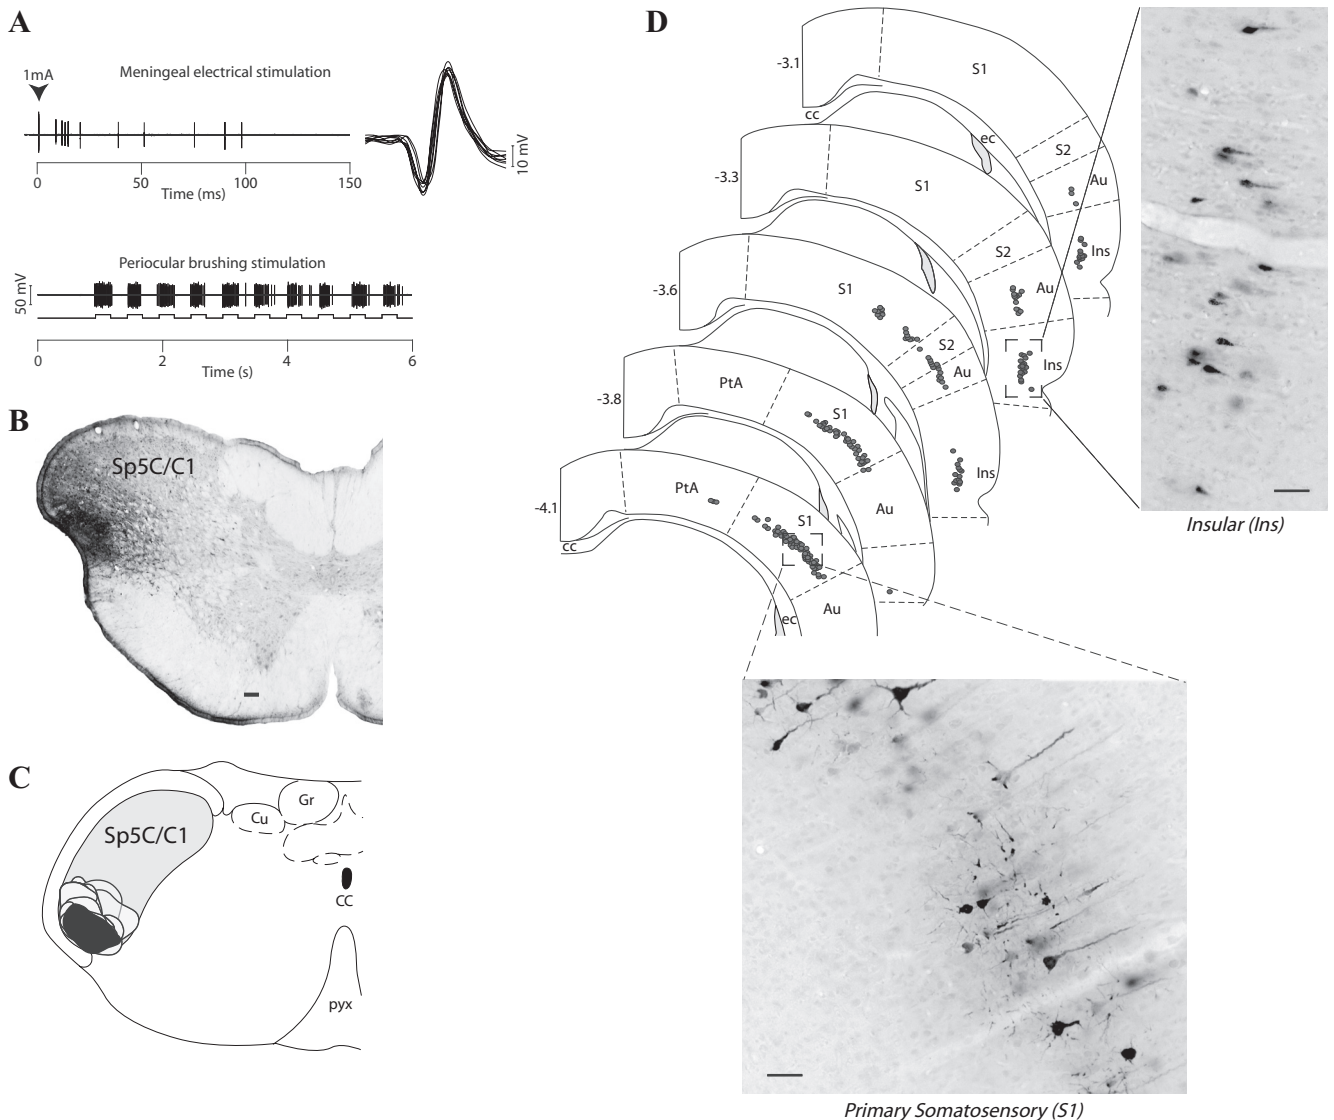 A
1mA
Meningeal electrical stimulation
10 mV
0 50 100 150
Time (ms)
Periocular brushing stimulation
50 mV
0 2 4 6
Time (s)
B
Sp5C/C1
C
Gr
Cu
Sp5C/C1
CC
pyx
D
-3.1
S1
cc
ec
S2
Au
Ins
-3.3
S1
S2
Au
Ins
-3.6
S1
S2
Au
Ins
-3.8
PtA
S1
Au
-4.1
PtA
S1
cc
ec
Au
Insular (Ins)
Primary Somatosensory (S1)